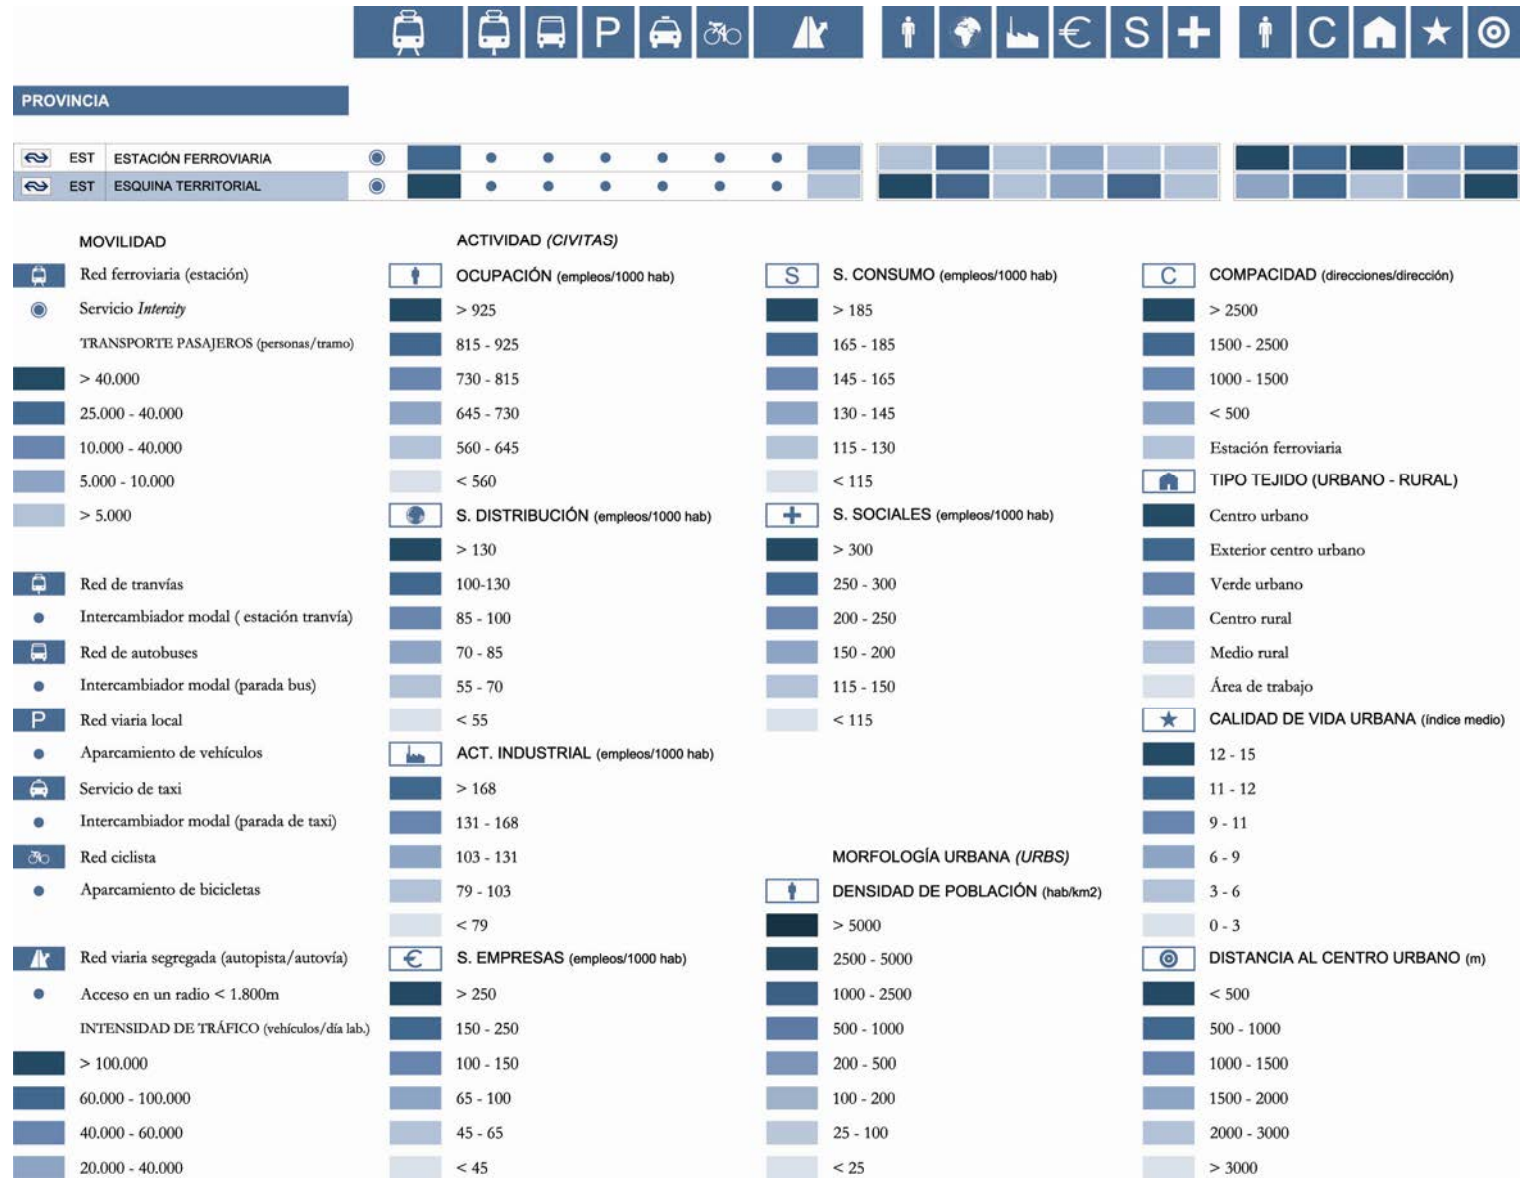 P € S C
PROVINCIA
EST ESTACIÓN FERROVIARIA
EST ESQUINA TERRITORIAL
MOVILIDAD
Red ferroviaria (estación)
Servicio Intercity
TRANSPORTE PASAJEROS (personas/tramo)
> 40.000
25.000 - 40.000
10.000 - 40.000
5.000 - 10.000
> 5.000
Red de tranvías
Intercambiador modal ( estación tranvía)
Red de autobuses
Intercambiador modal (parada bus)
P Red viaria local
Aparcamiento de vehículos
Servicio de taxi
Intercambiador modal (parada de taxi)
Red ciclista
Aparcamiento de bicicletas
Red viaria segregada (autopista/autovía)
Acceso en un radio < 1.800m
INTENSIDAD DE TRÁFICO (vehículos/día lab.)
> 100.000
60.000 - 100.000
40.000 - 60.000
20.000 - 40.000
ACTIVIDAD (CIVITAS)
OCUPACIÓN (empleos/1000 hab)
> 925
815 - 925
730 - 815
645 - 730
560 - 645
< 560
S. DISTRIBUCIÓN (empleos/1000 hab)
> 130
100-130
85 - 100
70 - 85
55 - 70
< 55
ACT. INDUSTRIAL (empleos/1000 hab)
> 168
131 - 168
103 - 131
79 - 103
< 79
€ S. EMPRESAS (empleos/1000 hab)
> 250
150 - 250
100 - 150
65 - 100
45 - 65
< 45
S S. CONSUMO (empleos/1000 hab)
> 185
165 - 185
145 - 165
130 - 145
115 - 130
< 115
S. SOCIALES (empleos/1000 hab)
> 300
250 - 300
200 - 250
150 - 200
115 - 150
< 115
MORFOLOGÍA URBANA (URBS)
DENSIDAD DE POBLACIÓN (hab/km2)
> 5000
2500 - 5000
1000 - 2500
500 - 1000
200 - 500
100 - 200
25 - 100
< 25
C COMPACIDAD (direcciones/dirección)
> 2500
1500 - 2500
1000 - 1500
< 500
Estación ferroviaria
TIPO TEJIDO (URBANO - RURAL)
Centro urbano
Exterior centro urbano
Verde urbano
Centro rural
Medio rural
Área de trabajo
CALIDAD DE VIDA URBANA (índice medio)
12 - 15
11 - 12
9 - 11
6 - 9
3 - 6
0 - 3
DISTANCIA AL CENTRO URBANO (m)
< 500
500 - 1000
1000 - 1500
1500 - 2000
2000 - 3000
> 3000